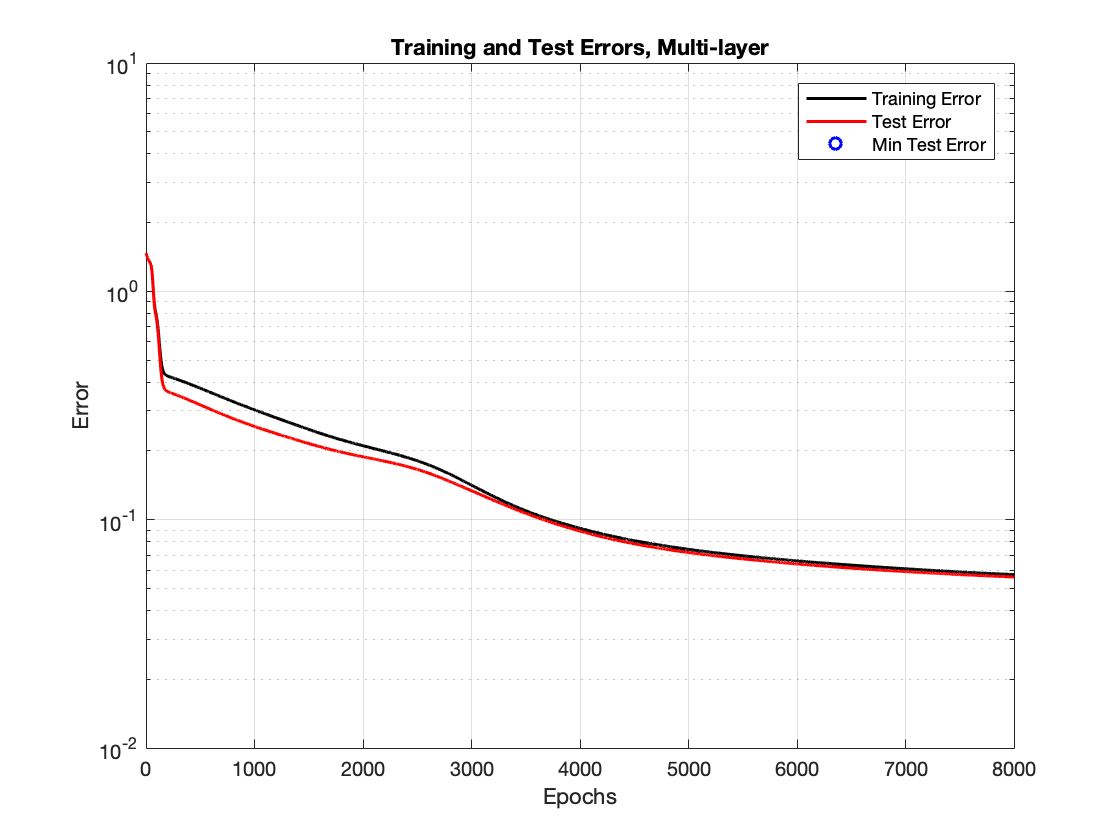 Training and Test Errors, Multi-layer
10^1
Training Error
Test Error
Min Test Error
10^0
Error
10^-1
10^-2
0 1000 2000 3000 4000 5000 6000 7000 8000
Epochs